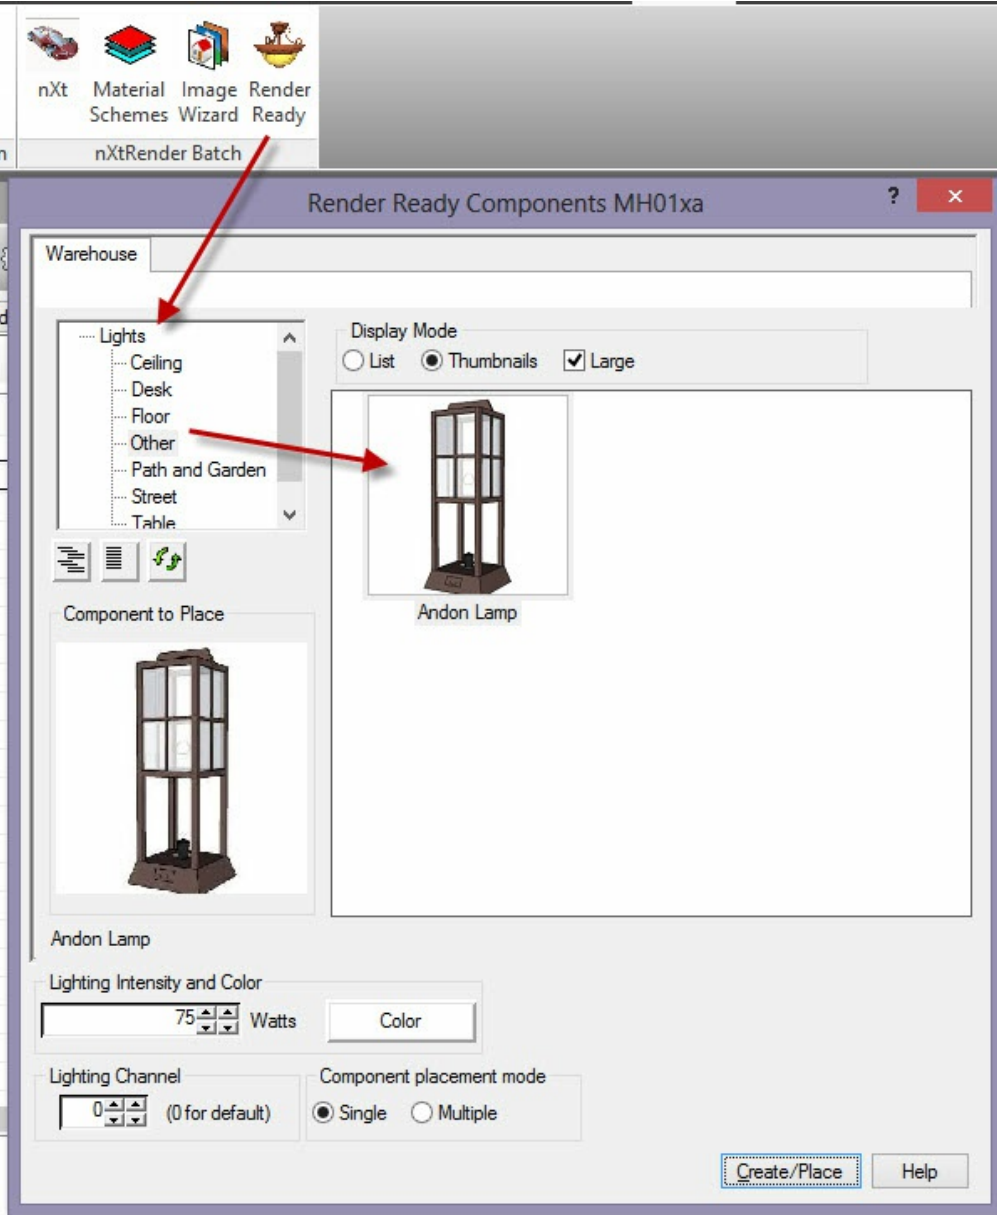 nXt
Material Schemes
Image Wizard
Render Ready
n
nXtRender Batch
Render Ready Components MH01xa
?
Warehouse
d
Lights
Ceiling
Desk
Floor
Other
Path and Garden
Street
Table
Display Mode
List Thumbnails Large
Andon Lamp
Component to Place
Andon Lamp
Lighting Intensity and Color
75 Watts Color
Lighting Channel
0 (0 for default)
Component placement mode
Single Multiple
Create/Place Help